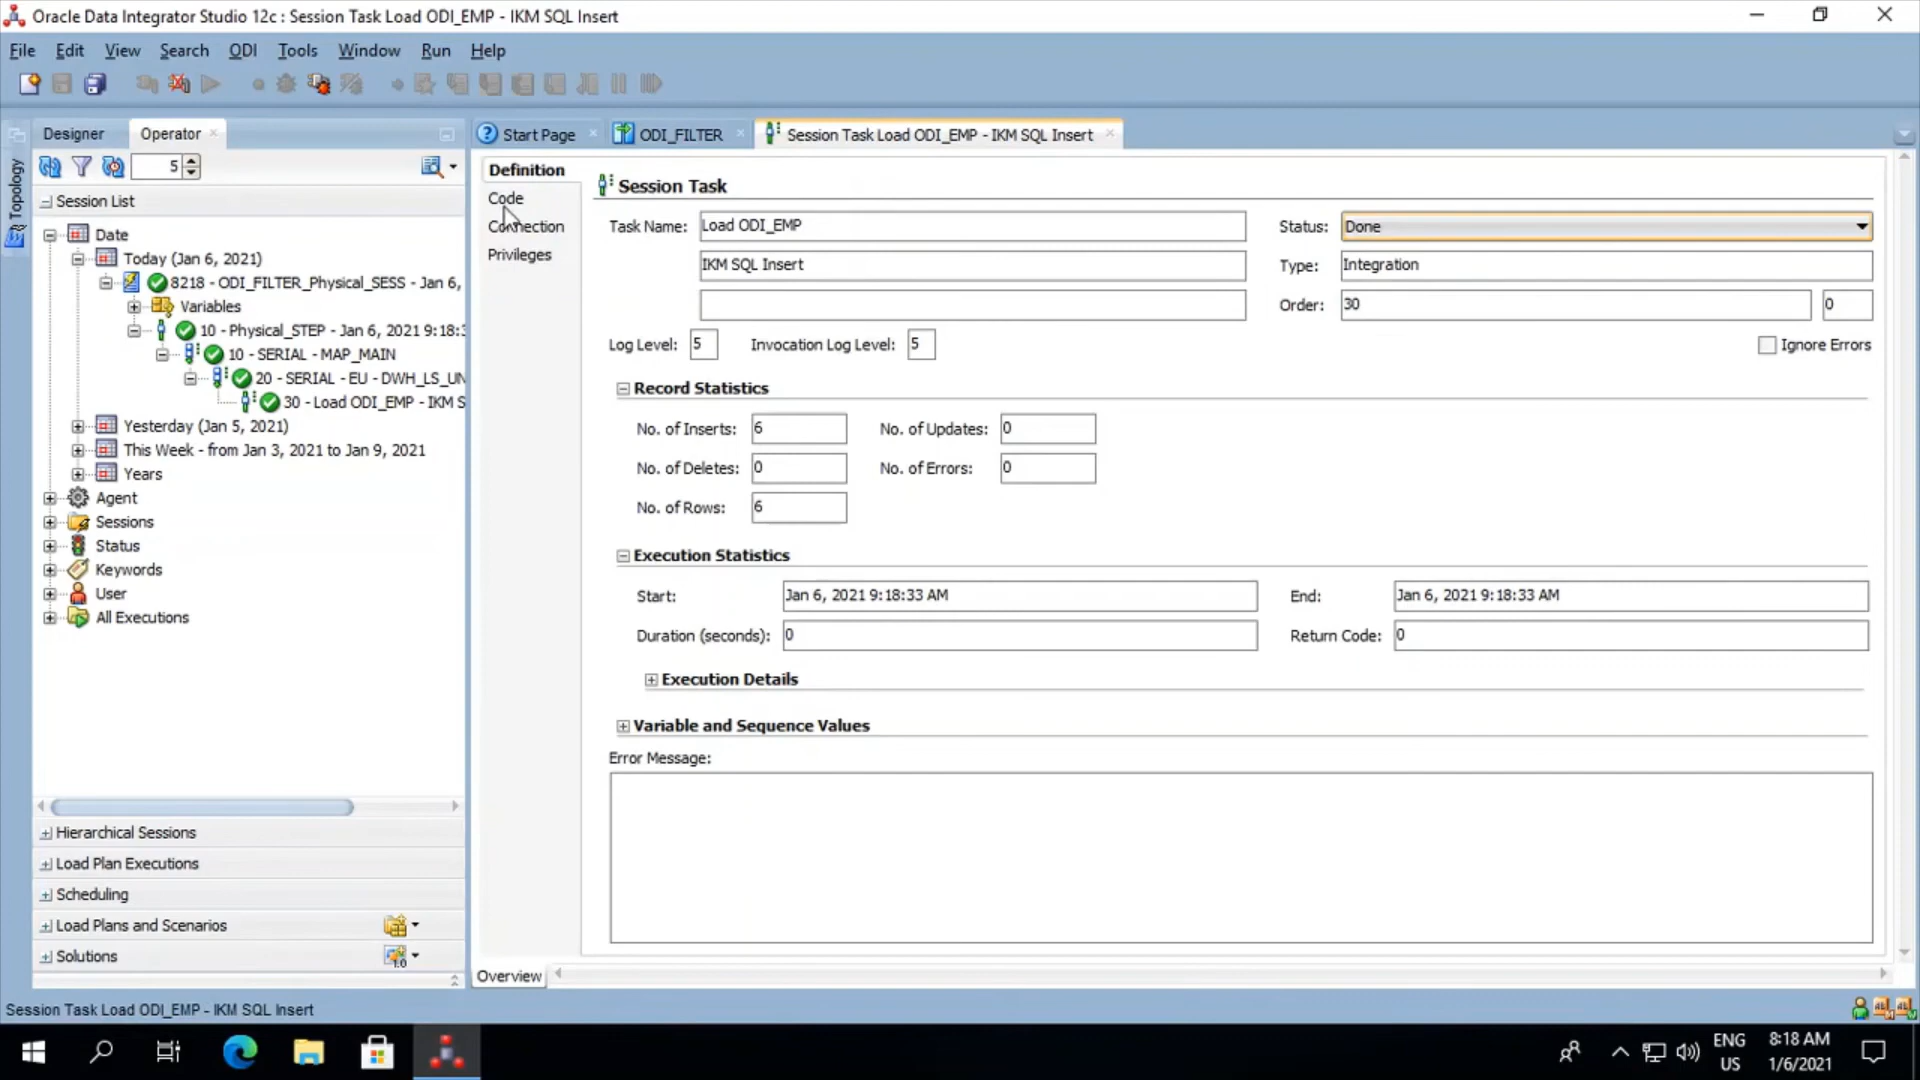 Oracle Data Integrator Studio 12c : Session Task Load ODI_EMP - IKM SQL Insert
File Edit View Search ODI Tools Window Run Help
Designer Operator
Start Page ODI_FILTER Session Task Load ODI_EMP - IKM SQL Insert
5
Topology
Session List
Date
Today (Jan 6, 2021)
8218 - ODI_FILTER_Physical_SESS - Jan 6,
Variables
10 - Physical_STEP - Jan 6, 2021 9:18:3
10 - SERIAL - MAP_MAIN
20 - SERIAL - EU - DWH_LS_UN
30 - Load ODI_EMP - IKM S
Yesterday (Jan 5, 2021)
This Week - from Jan 3, 2021 to Jan 9, 2021
Years
Agent
Sessions
Status
Keywords
User
All Executions
Hierarchical Sessions
Load Plan Executions
Scheduling
Load Plans and Scenarios
Solutions
1.0
Definition
Code
Connection
Privileges
Session Task
Task Name: Load ODI_EMP Status: Done
IKM SQL Insert Type: Integration
Order: 30 0
Log Level: 5 Invocation Log Level: 5 Ignore Errors
Record Statistics
No. of Inserts: 6 No. of Updates: 0
No. of Deletes: 0 No. of Errors: 0
No. of Rows: 6
Execution Statistics
Start: Jan 6, 2021 9:18:33 AM End: Jan 6, 2021 9:18:33 AM
Duration (seconds): 0 Return Code: 0
Execution Details
Variable and Sequence Values
Error Message:
Overview
Session Task Load ODI_EMP - IKM SQL Insert
ENG
US
8:18 AM
1/6/2021